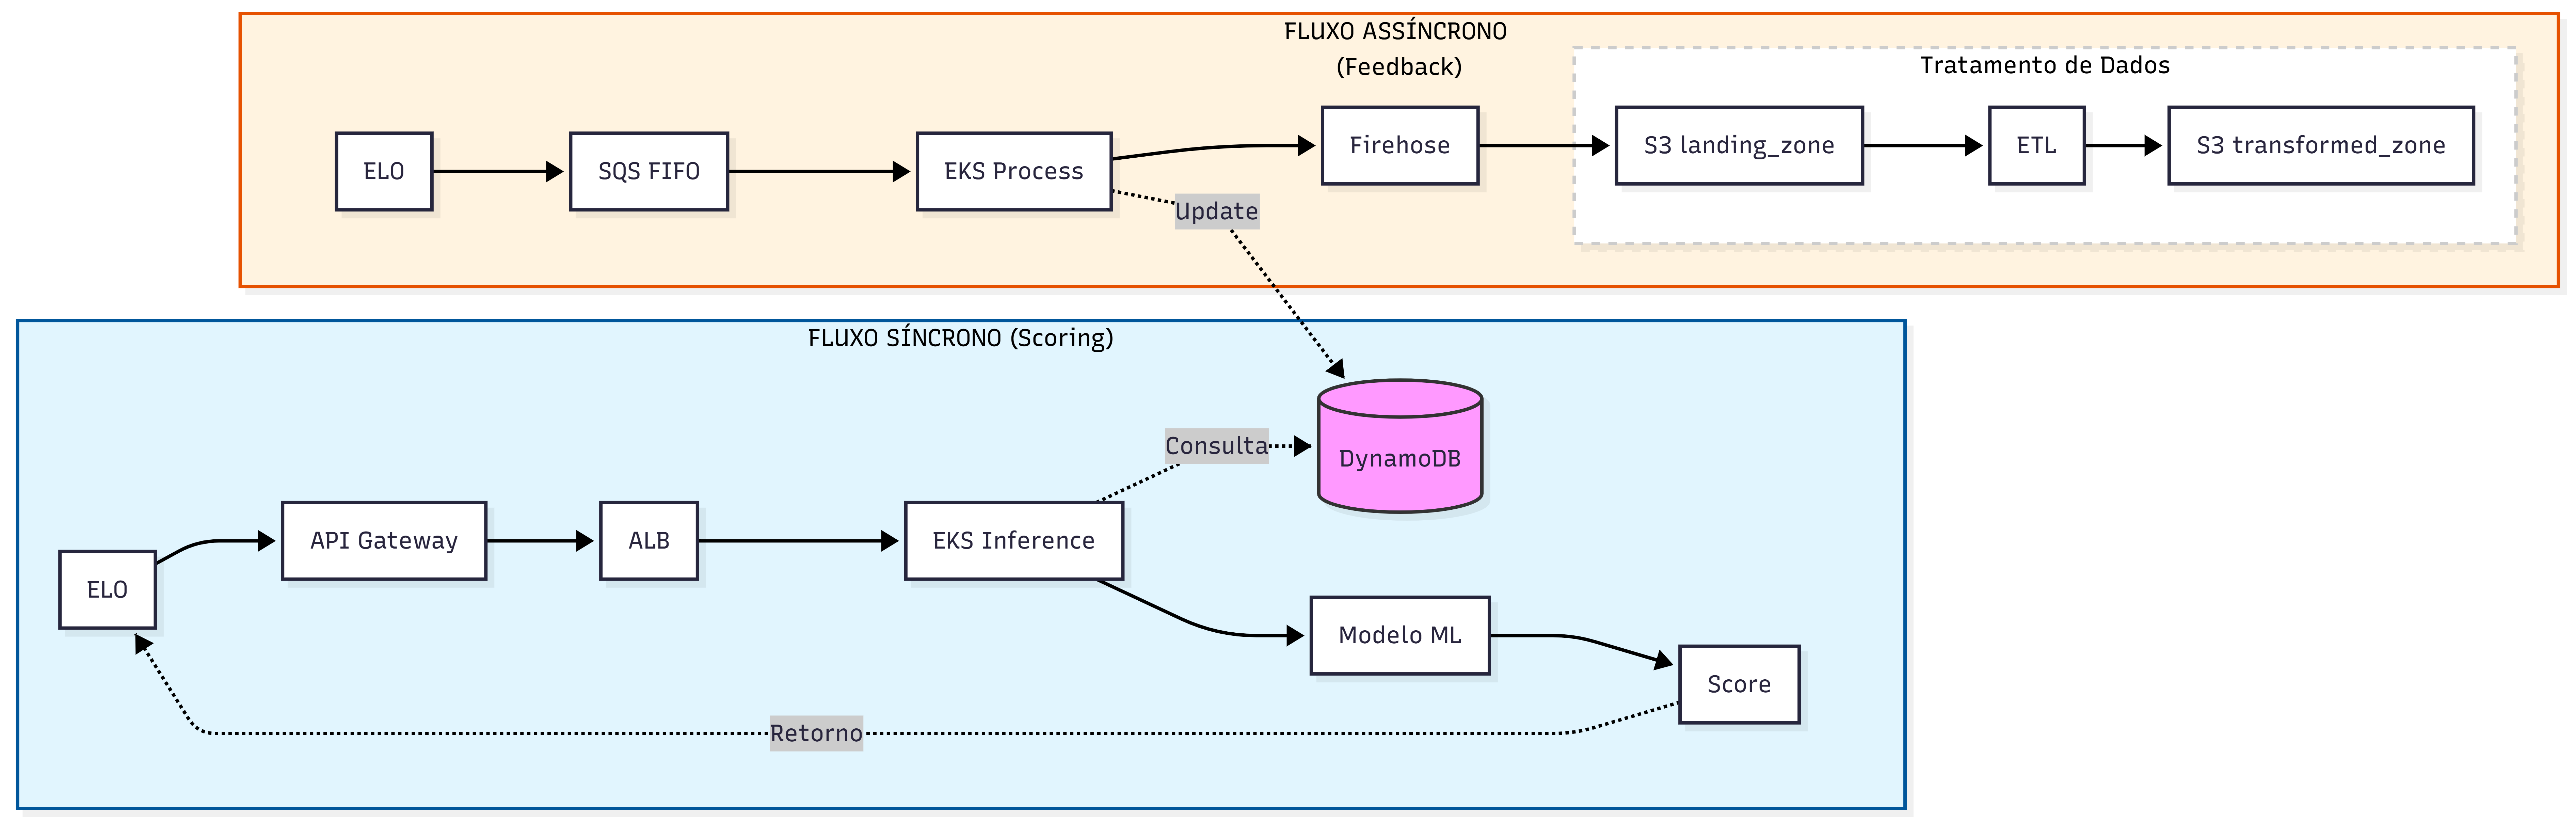 FLUXO ASSÍNCRONO
(Feedback)
Tratamento de Dados
ELO
SQS FIFO
EKS Process
Firehose
S3 landing_zone
ETL
S3 transformed_zone
Update
FLUXO SÍNCRONO (Scoring)
Consulta
DynamoDB
ELO
API Gateway
ALB
EKS Inference
Modelo ML
Score
Retorno